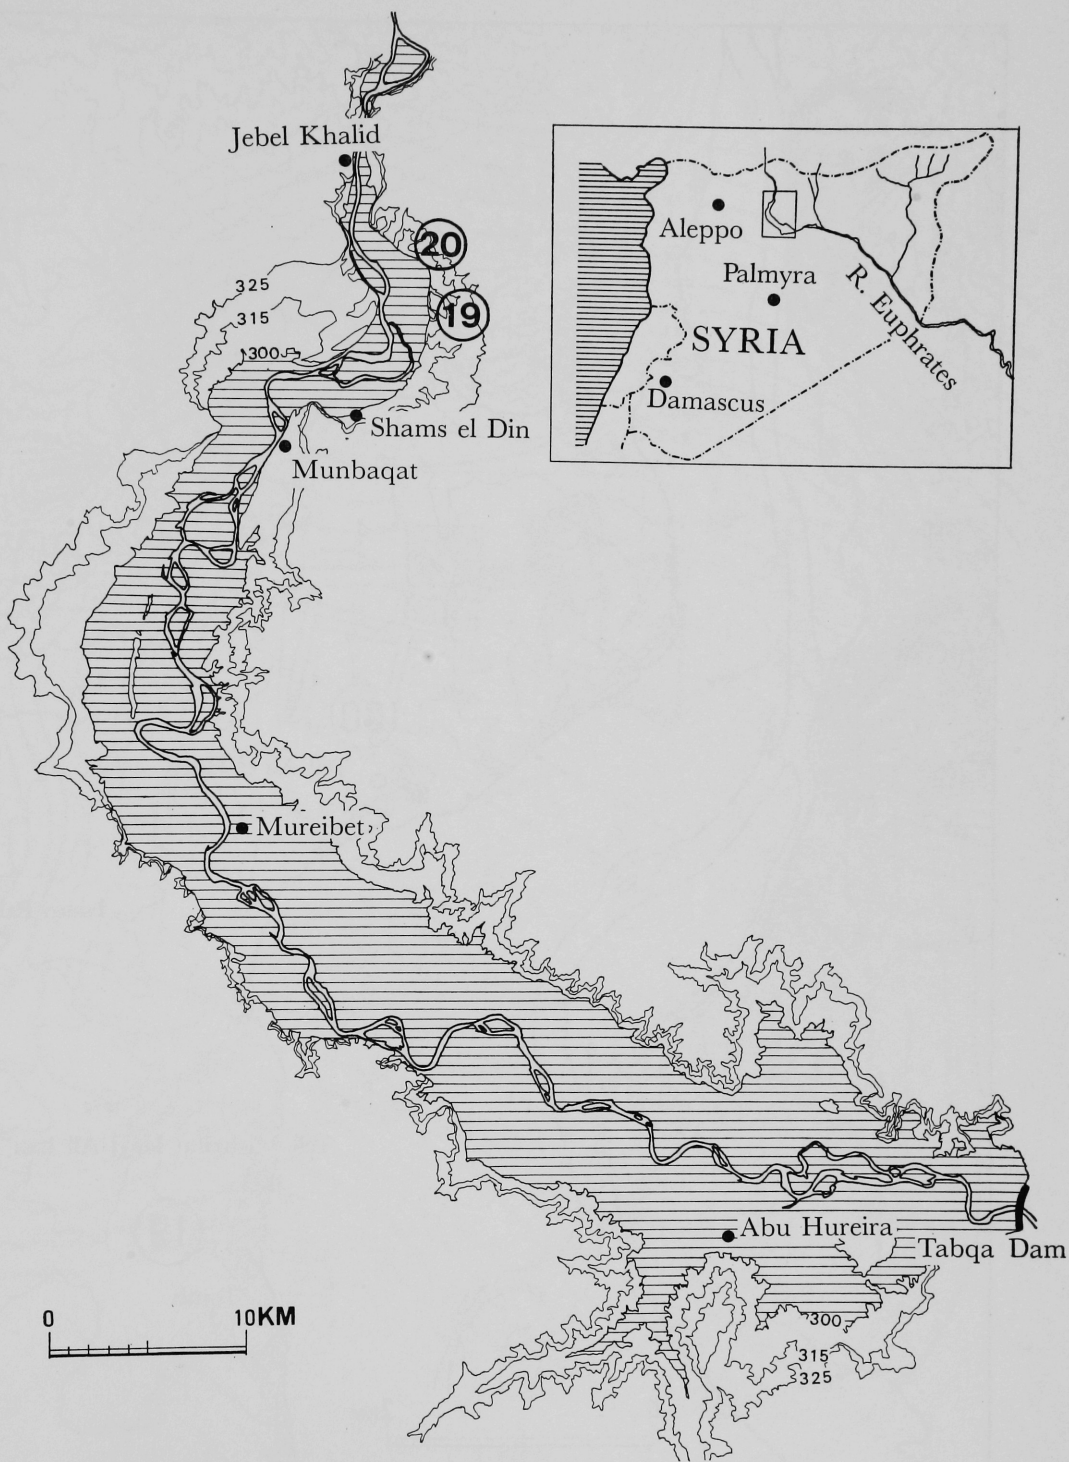 Jebel Khalid
20
19
325
315
300
Shams el Din
Munbaqat
Aleppo
Palmyra
R. Euphrates
SYRIA
Damascus
Mureibet
Abu Hureira
Tabqa Dam
0 10KM
300
315
325